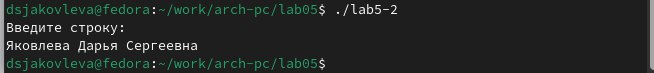 dsjakovleva@fedora:~/work/arch-pc/lab05$ ./lab5-2
Введите строку:
Яковлева Дарья Сергеевна
dsjakovleva@fedora:~/work/arch-pc/lab05$